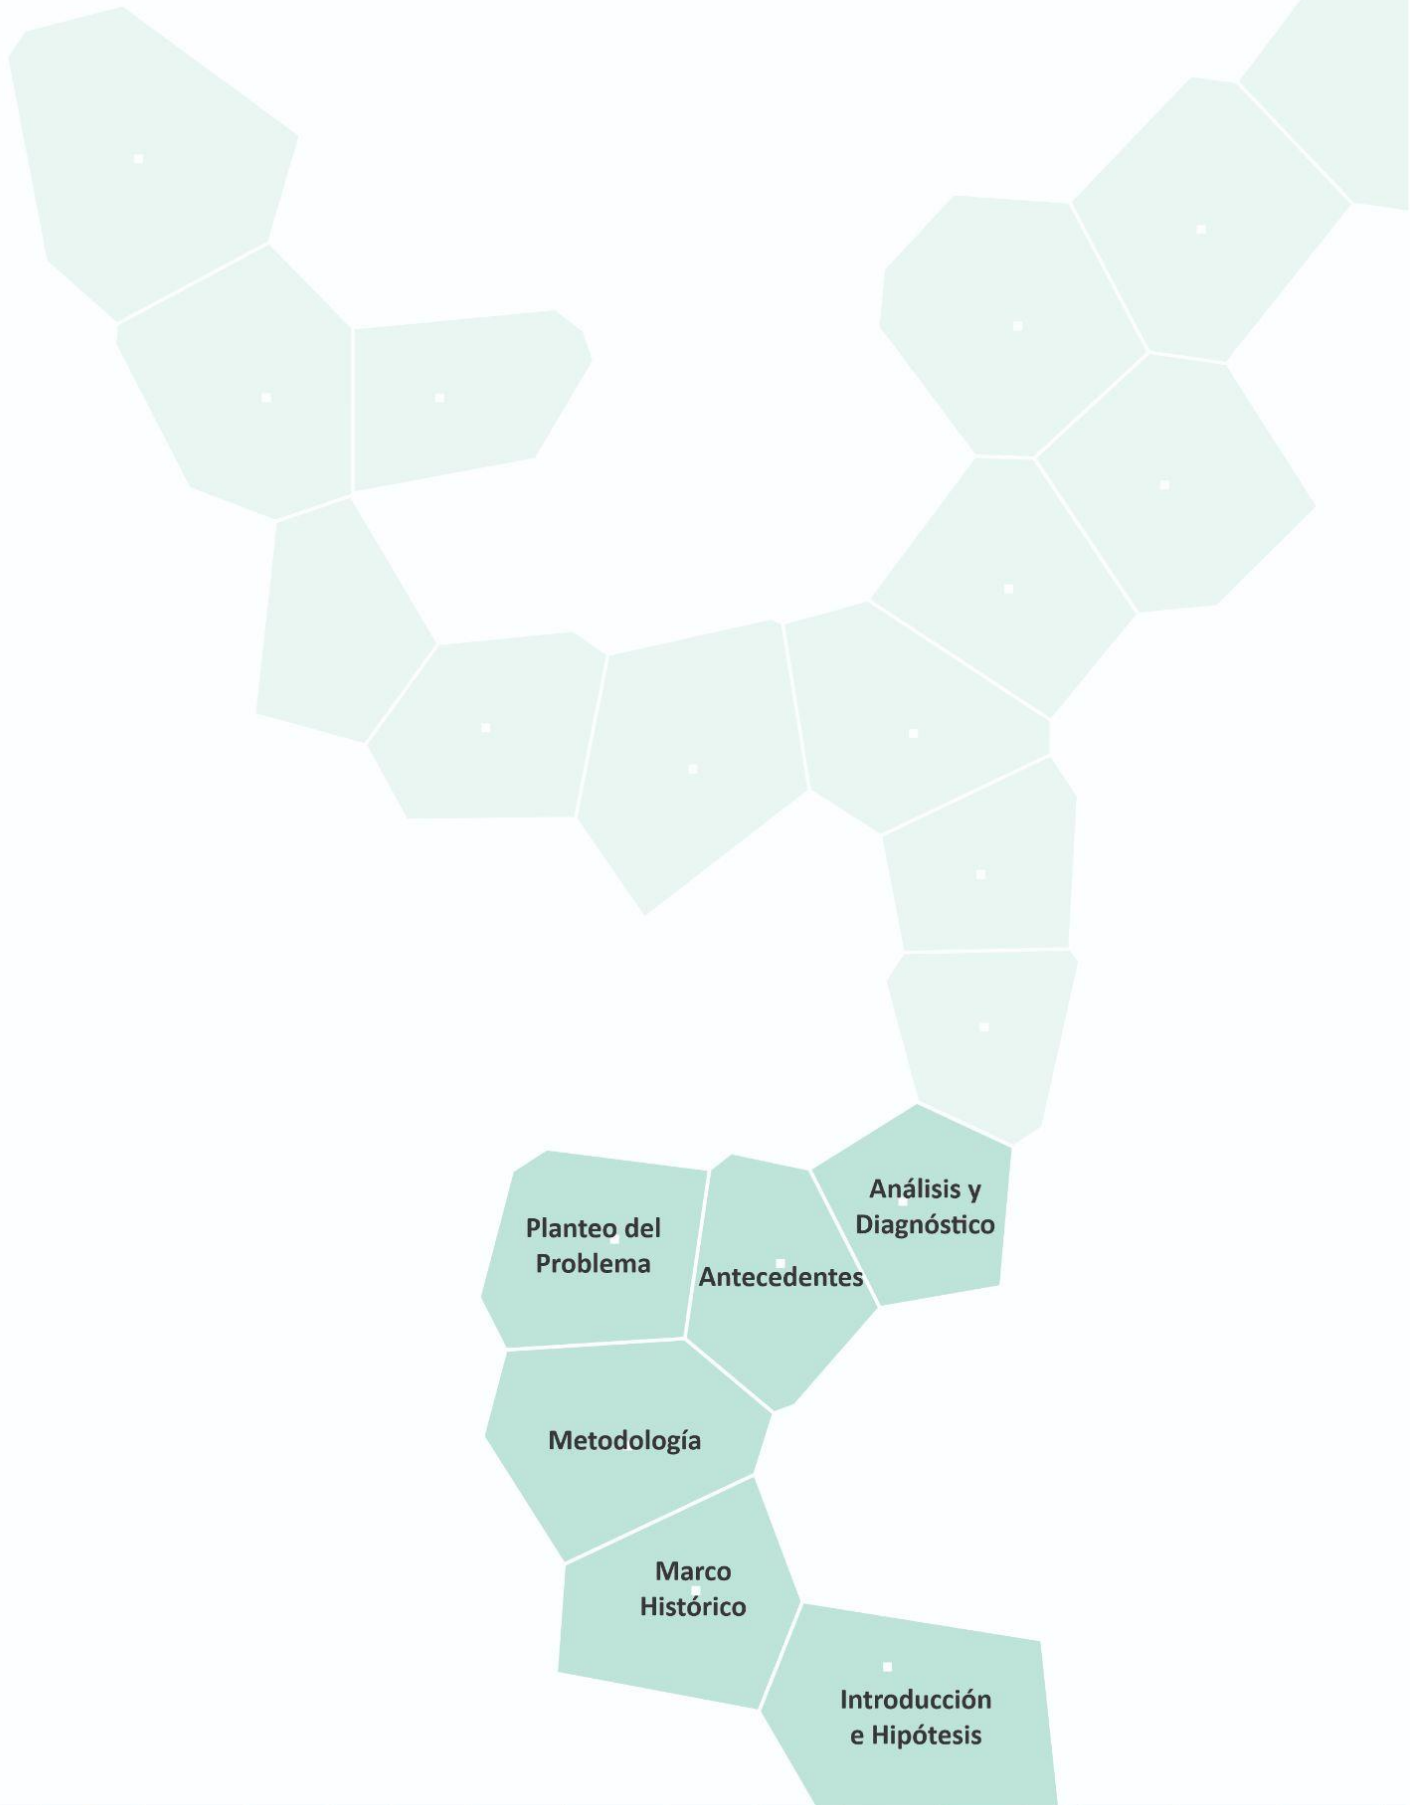 Análisis y
Diagnóstico
Planteo del
Problema
Antecedentes
Metodología
Marco
Histórico
Introducción
e Hipótesis